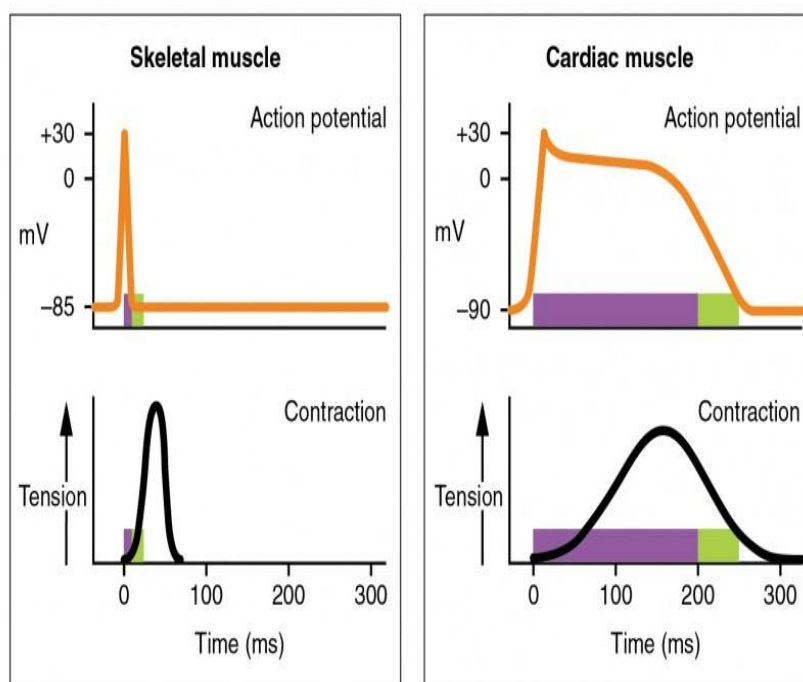 Skeletal muscle
Action potential
+30
0
mV
–85
Contraction
Tension
0 100 200 300
Time (ms)
Cardiac muscle
Action potential
+30
0
mV
–90
Contraction
Tension
0 100 200 300
Time (ms)